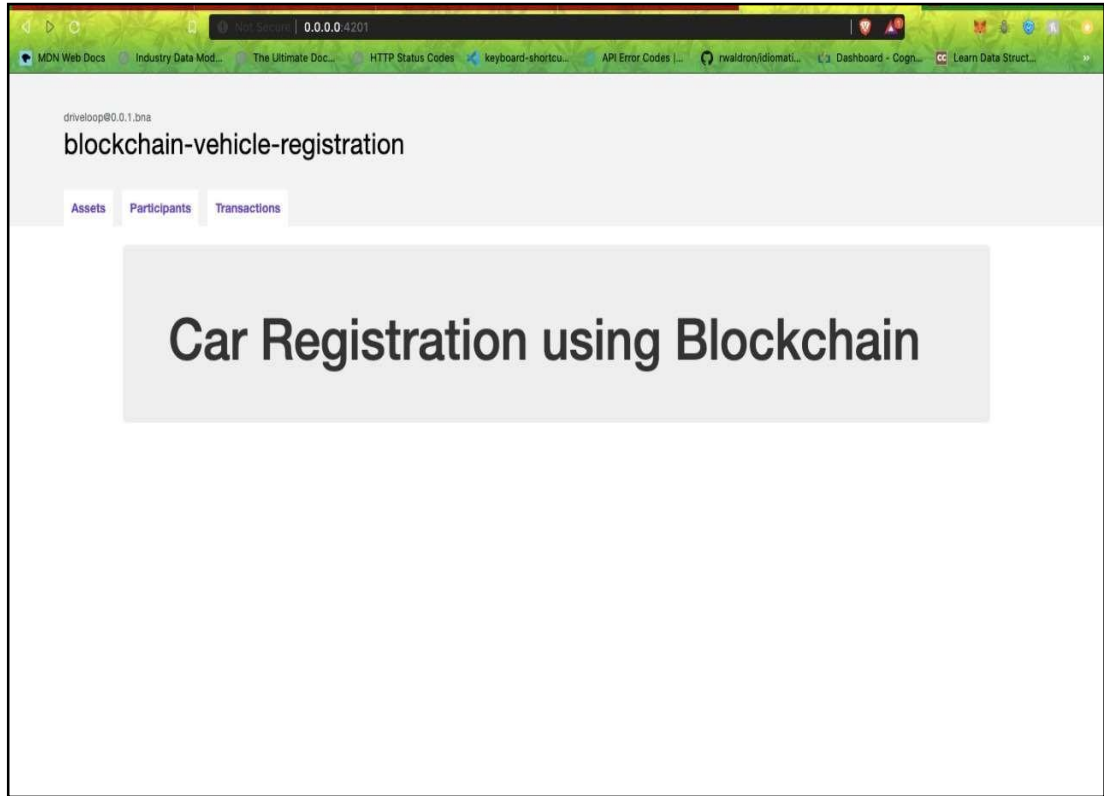 Not Secure | 0.0.0.0:4201
MDN Web Docs Industry Data Mod... The Ultimate Doc... HTTP Status Codes keyboard-shortcu... API Error Codes |... rwaldron/idiomati... Dashboard - Cogn... Learn Data Struct... »
driveloop@0.0.1.bna
blockchain-vehicle-registration
Assets Participants Transactions
Car Registration using Blockchain